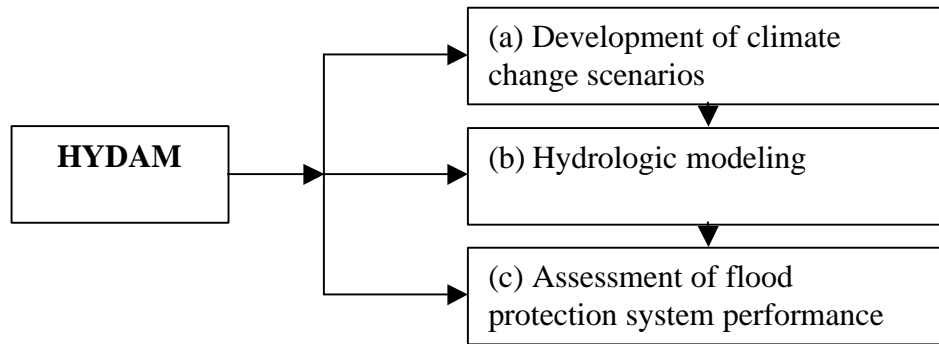 HYDAM
(a) Development of climate
change scenarios
(b) Hydrologic modeling
(c) Assessment of flood
protection system performance